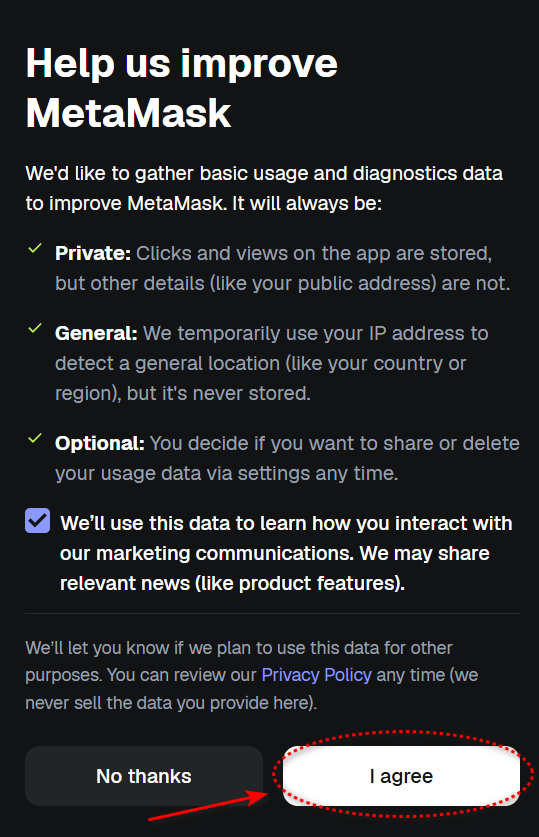 Help us improve
MetaMask
We'd like to gather basic usage and diagnostics data
to improve MetaMask. It will always be:
Private: Clicks and views on the app are stored,
but other details (like your public address) are not.
General: We temporarily use your IP address to
detect a general location (like your country or
region), but it's never stored.
Optional: You decide if you want to share or delete
your usage data via settings any time.
We’ll use this data to learn how you interact with
our marketing communications. We may share
relevant news (like product features).
We’ll let you know if we plan to use this data for other
purposes. You can review our Privacy Policy any time (we
never sell the data you provide here).
No thanks
I agree